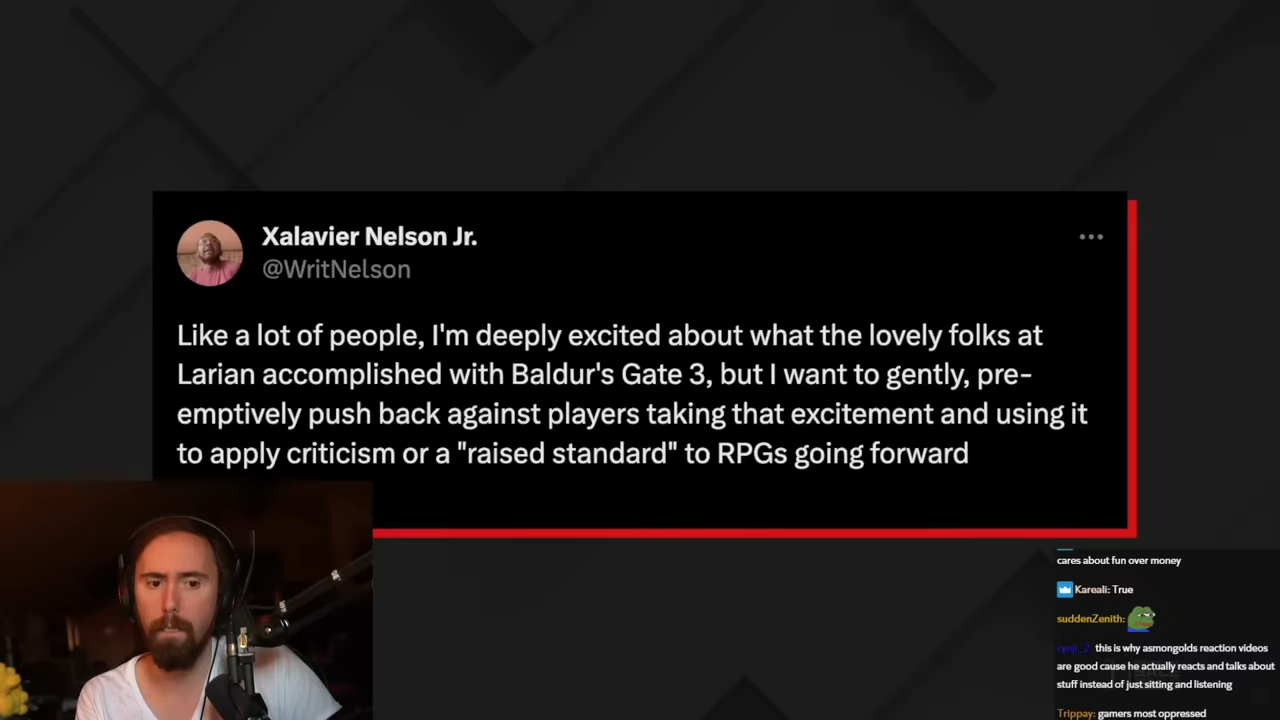 Xalavier Nelson Jr.
@WritNelson
Like a lot of people, I'm deeply excited about what the lovely folks at
Larian accomplished with Baldur's Gate 3, but I want to gently, pre-
emptively push back against players taking that excitement and using it
to apply criticism or a "raised standard" to RPGs going forward
cares about fun over money
Kareali: True
suddenZenith:
ryoji_2: this is why asmongolds reaction videos
are good cause he actually reacts and talks about
stuff instead of just sitting and listening
Trippay: gamers most oppressed